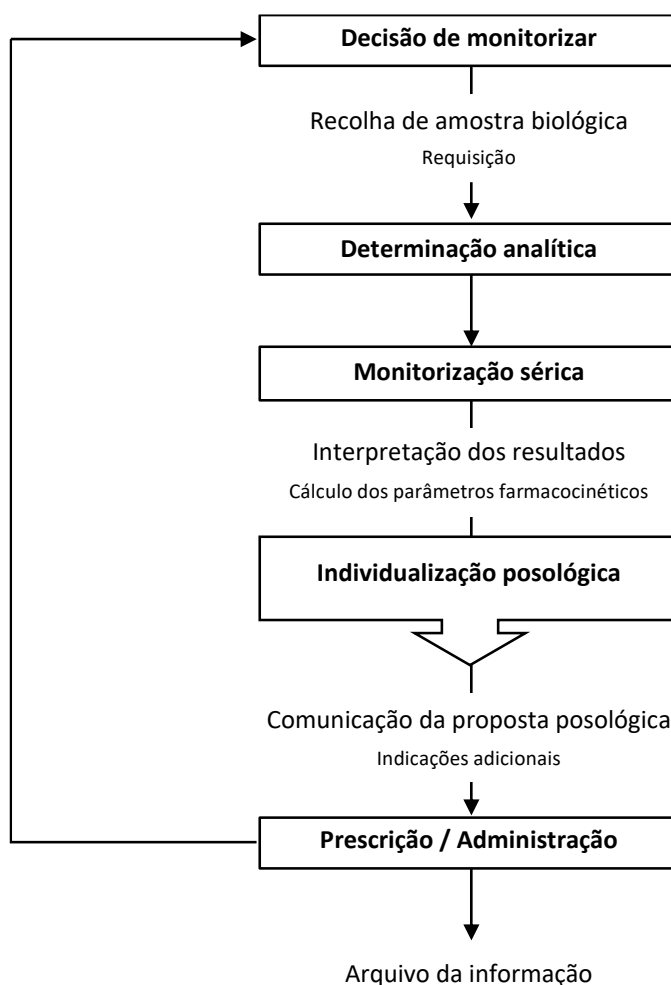 Decisão de monitorizar
Recolha de amostra biológica
Requisição
Determinação analítica
Monitorização sérica
Interpretação dos resultados
Cálculo dos parâmetros farmacocinéticos
Individualização posológica
Comunicação da proposta posológica
Indicações adicionais
Prescrição / Administração
Arquivo da informação